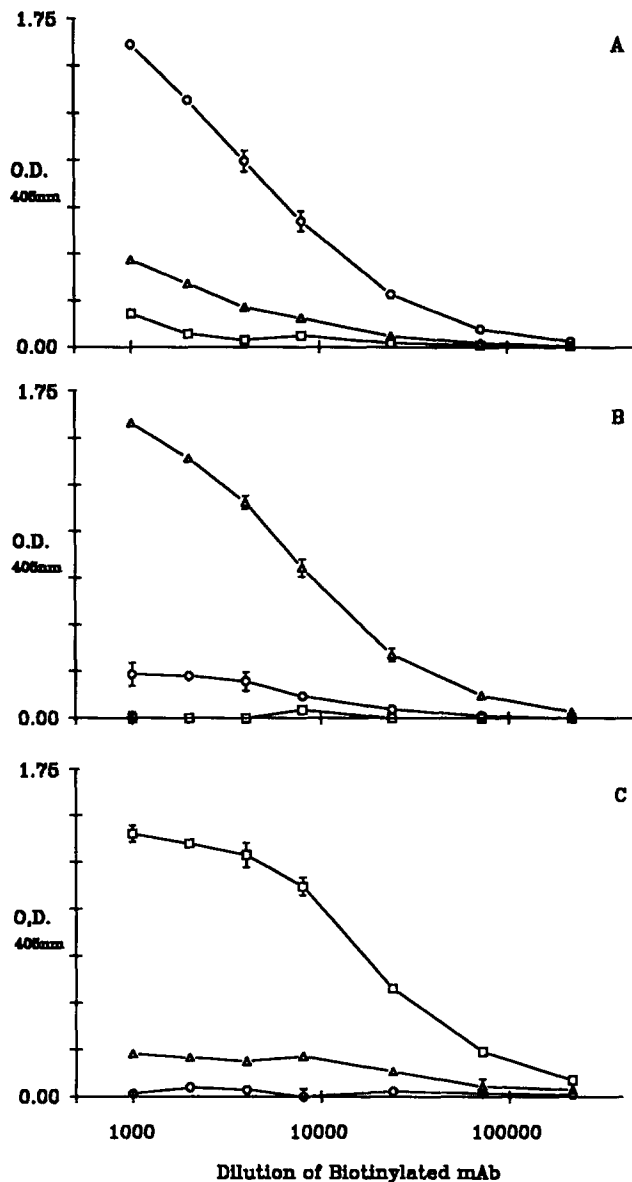 1.75
A
O.D.
405nm
0.00
1.75
B
O.D.
405nm
0.00
1.75
C
O.D.
405nm
0.00
1000 10000 100000
Dilution of Biotinylated mAb